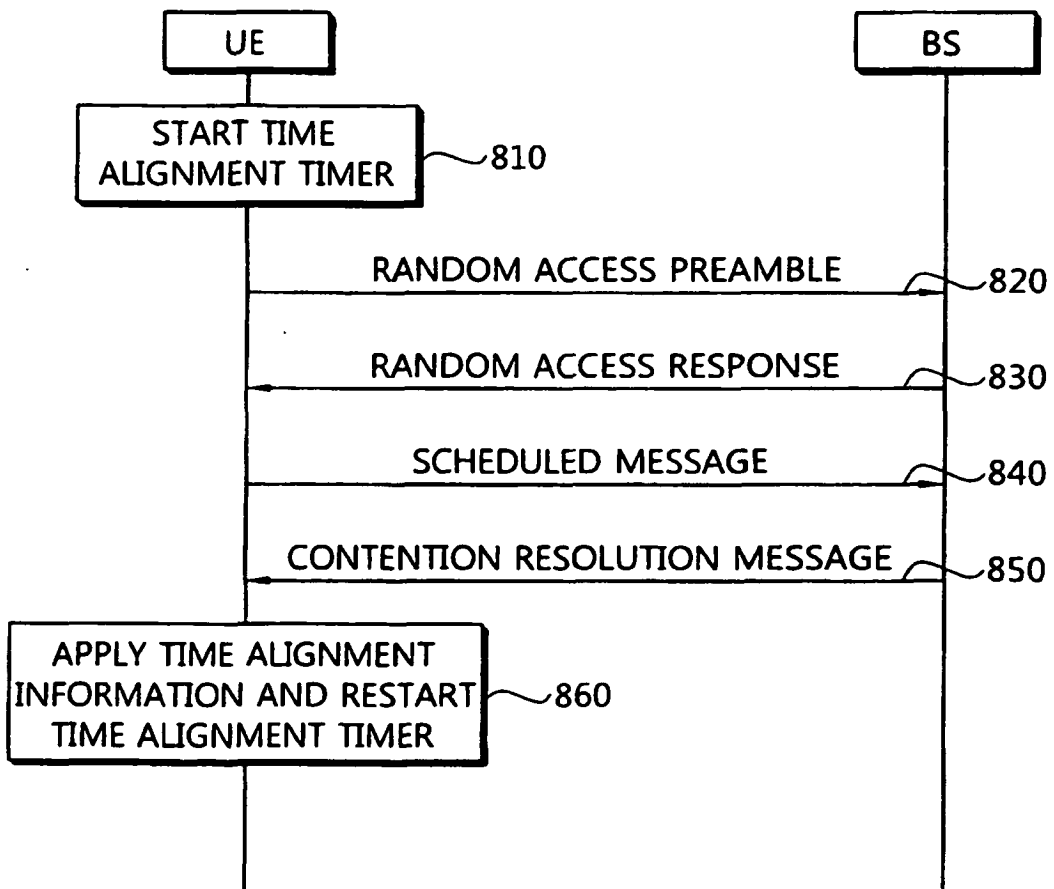 UE
BS
START TIME
ALIGNMENT TIMER
810
RANDOM ACCESS PREAMBLE
820
RANDOM ACCESS RESPONSE
830
SCHEDULED MESSAGE
840
CONTENTION RESOLUTION MESSAGE
850
APPLY TIME ALIGNMENT
INFORMATION AND RESTART
TIME ALIGNMENT TIMER
860